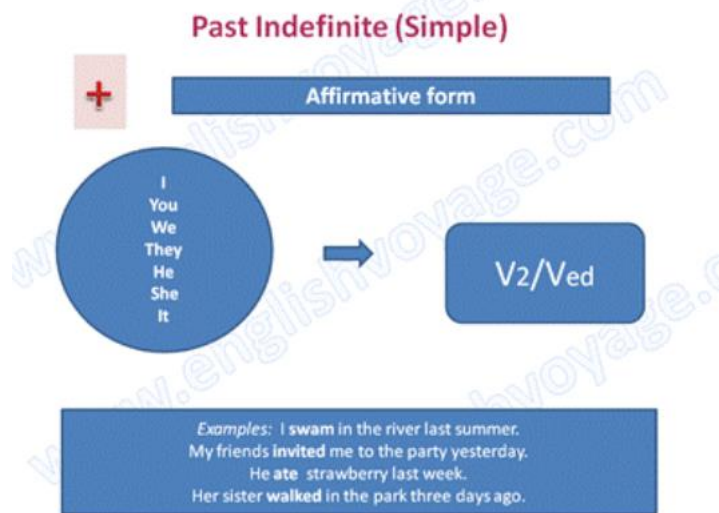 Past Indefinite (Simple)
+
Affirmative form
I
You
We
They
He
She
It
V2/Ved
Examples: I swam in the river last summer.
My friends invited me to the party yesterday.
He ate strawberry last week.
Her sister walked in the park three days ago.
www.englishvoyage.com